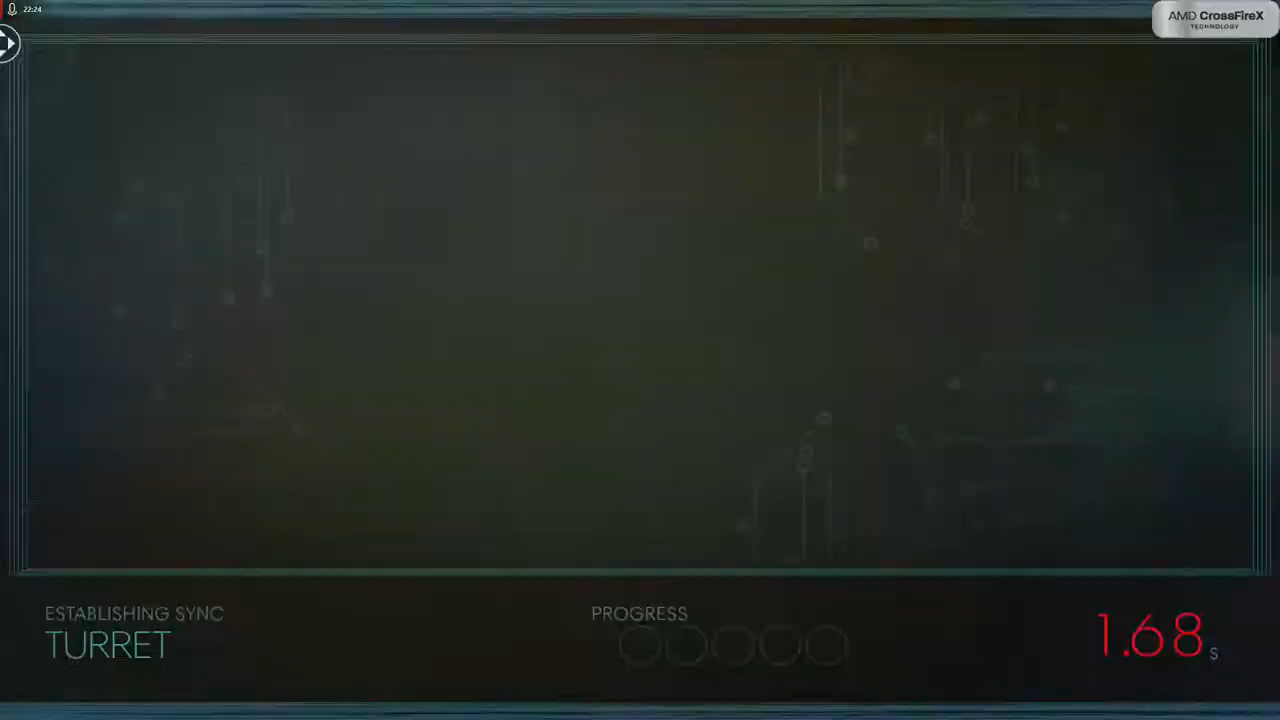 22:24
AMD CrossFireX
TECHNOLOGY
ESTABLISHING SYNC
TURRET
PROGRESS
1.68 s